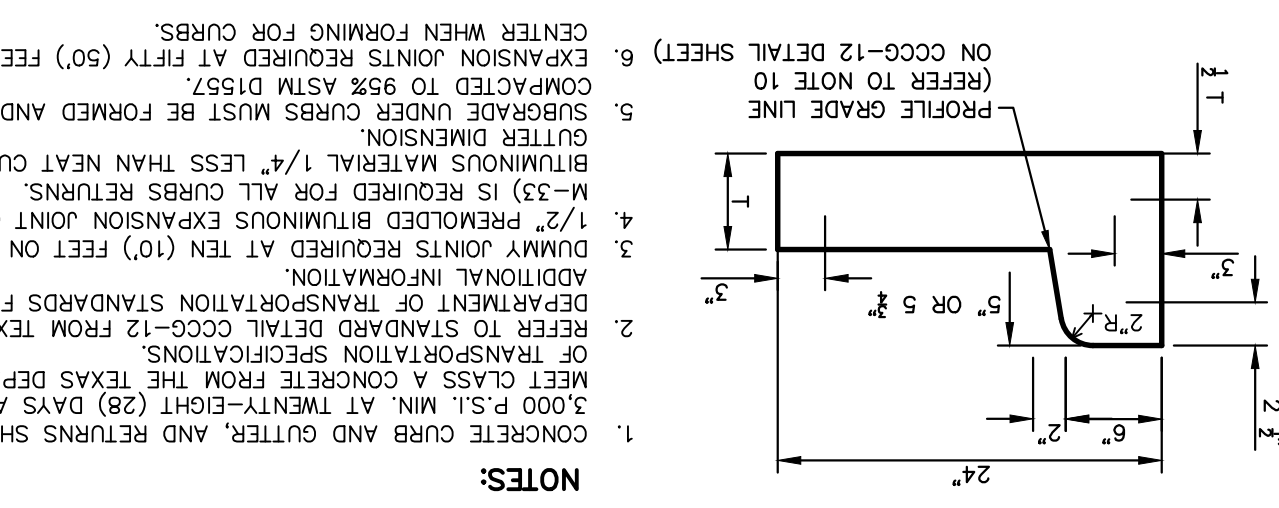 24"
6"
2"
2 1/2"
2"R
5" OR 5 3/4"
3"
3"
T
1/2 T
PROFILE GRADE LINE
(REFER TO NOTE 10
ON CCCG-12 DETAIL SHEET)
NOTES:
1. CONCRETE CURB AND GUTTER, AND RETURNS SH
3,000 P.S.I. MIN. AT TWENTY-EIGHT (28) DAYS A
MEET CLASS A CONCRETE FROM THE TEXAS DEP
OF TRANSPORTATION SPECIFICATIONS.
2. REFER TO STANDARD DETAIL CCCG-12 FROM TEX
DEPARTMENT OF TRANSPORTATION STANDARDS F
ADDITIONAL INFORMATION.
3. DUMMY JOINTS REQUIRED AT TEN (10') FEET ON
4. 1/2" PREMOLDED BITUMINOUS EXPANSION JOINT
M-33) IS REQUIRED FOR ALL CURBS RETURNS.
BITUMINOUS MATERIAL 1/4" LESS THAN NEAT CU
GUTTER DIMENSION.
5. SUBGRADE UNDER CURBS MUST BE FORMED AND
COMPACTED TO 95% ASTM D1557.
6. EXPANSION JOINTS REQUIRED AT FIFTY (50') FEE
CENTER WHEN FORMING FOR CURBS.